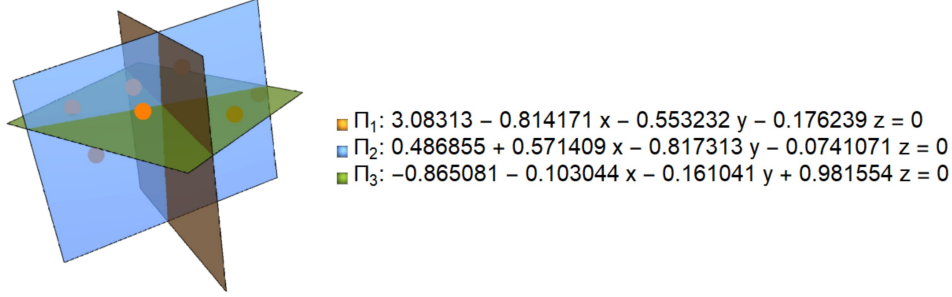 Π₁: 3.08313 − 0.814171 x − 0.553232 y − 0.176239 z = 0
Π₂: 0.486855 + 0.571409 x − 0.817313 y − 0.0741071 z = 0
Π₃: −0.865081 − 0.103044 x − 0.161041 y + 0.981554 z = 0